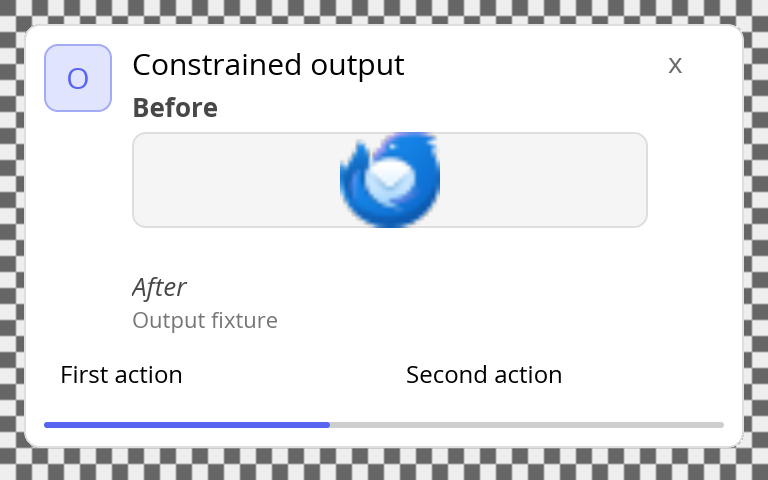 O
Constrained output
x
Before
After
Output fixture
First action
Second action